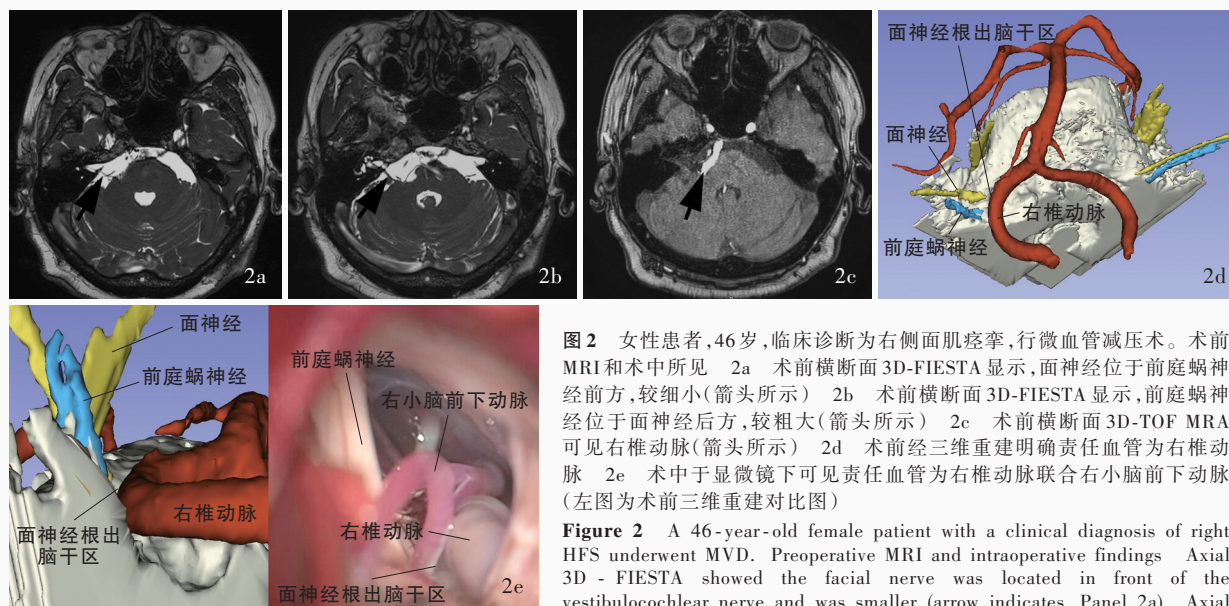 2a
2b
2c
面神经根出脑干区
面神经
右椎动脉
前庭蜗神经
2d
面神经
前庭蜗神经
面神经根出
脑干区
右椎动脉
前庭蜗神经
右小脑前下动脉
右椎动脉
面神经根出脑干区
2e
图2 女性患者,46岁,临床诊断为右侧面肌痉挛,行微血管减压术。术前
MRI和术中所见 2a 术前横断面3D-FIESTA显示,面神经位于前庭蜗神
经前方,较细小(箭头所示) 2b 术前横断面3D-FIESTA显示,前庭蜗神
经位于面神经后方,较粗大(箭头所示) 2c 术前横断面3D-TOF MRA
可见右椎动脉(箭头所示) 2d 术前经三维重建明确责任血管为右椎动
脉 2e 术中于显微镜下可见责任血管为右椎动脉联合右小脑前下动脉
(左图为术前三维重建对比图)
Figure 2 A 46-year-old female patient with a clinical diagnosis of right
HFS underwent MVD. Preoperative MRI and intraoperative findings Axial
3D-FIESTA showed the facial nerve was located in front of the
vestibulocochlear nerve and was smaller (arrow indicates, Panel 2a). Axial